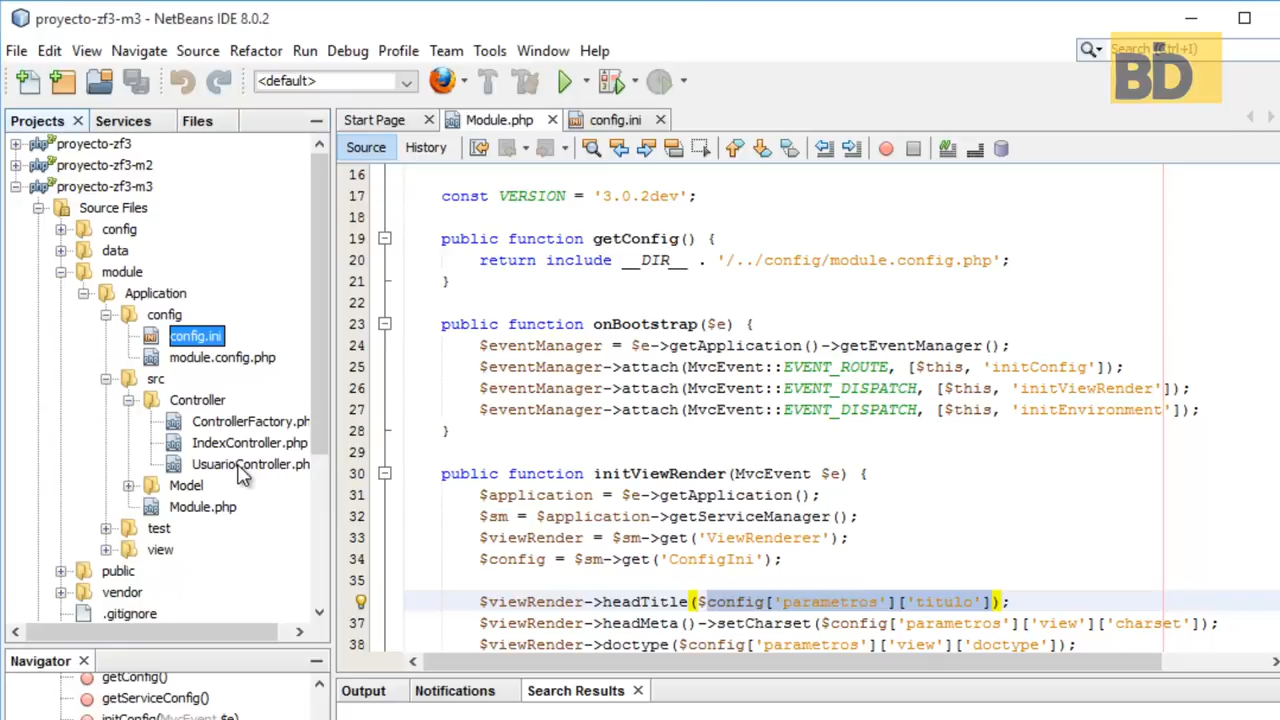 proyecto-zf3-m3 - NetBeans IDE 8.0.2
File Edit View Navigate Source Refactor Run Debug Profile Team Tools Window Help
Search (Ctrl+I)
BD
<default>
Projects Services Files
Start Page Module.php config.ini
Source History
proyecto-zf3
proyecto-zf3-m2
proyecto-zf3-m3
Source Files
config
data
module
Application
config
config.ini
module.config.php
src
Controller
ControllerFactory.ph
IndexController.php
UsuarioController.ph
Model
Module.php
test
view
public
vendor
.gitignore
16
17 const VERSION = '3.0.2dev';
18
19 public function getConfig() {
20 return include __DIR__ . '/../config/module.config.php';
21 }
22
23 public function onBootstrap($e) {
24 $eventManager = $e->getApplication()->getEventManager();
25 $eventManager->attach(MvcEvent::EVENT_ROUTE, [$this, 'initConfig']);
26 $eventManager->attach(MvcEvent::EVENT_DISPATCH, [$this, 'initViewRender']);
27 $eventManager->attach(MvcEvent::EVENT_DISPATCH, [$this, 'initEnvironment']);
28 }
29
30 public function initViewRender(MvcEvent $e) {
31 $application = $e->getApplication();
32 $sm = $application->getServiceManager();
33 $viewRender = $sm->get('ViewRenderer');
34 $config = $sm->get('ConfigIni');
35
$viewRender->headTitle($config['parametros']['titulo']);
37 $viewRender->headMeta()->setCharset($config['parametros']['view']['charset']);
38 $viewRender->doctype($config['parametros']['view']['doctype']);
Navigator
getConfig()
getServiceConfig()
initConfig(MvcEvent $e)
Output Notifications Search Results